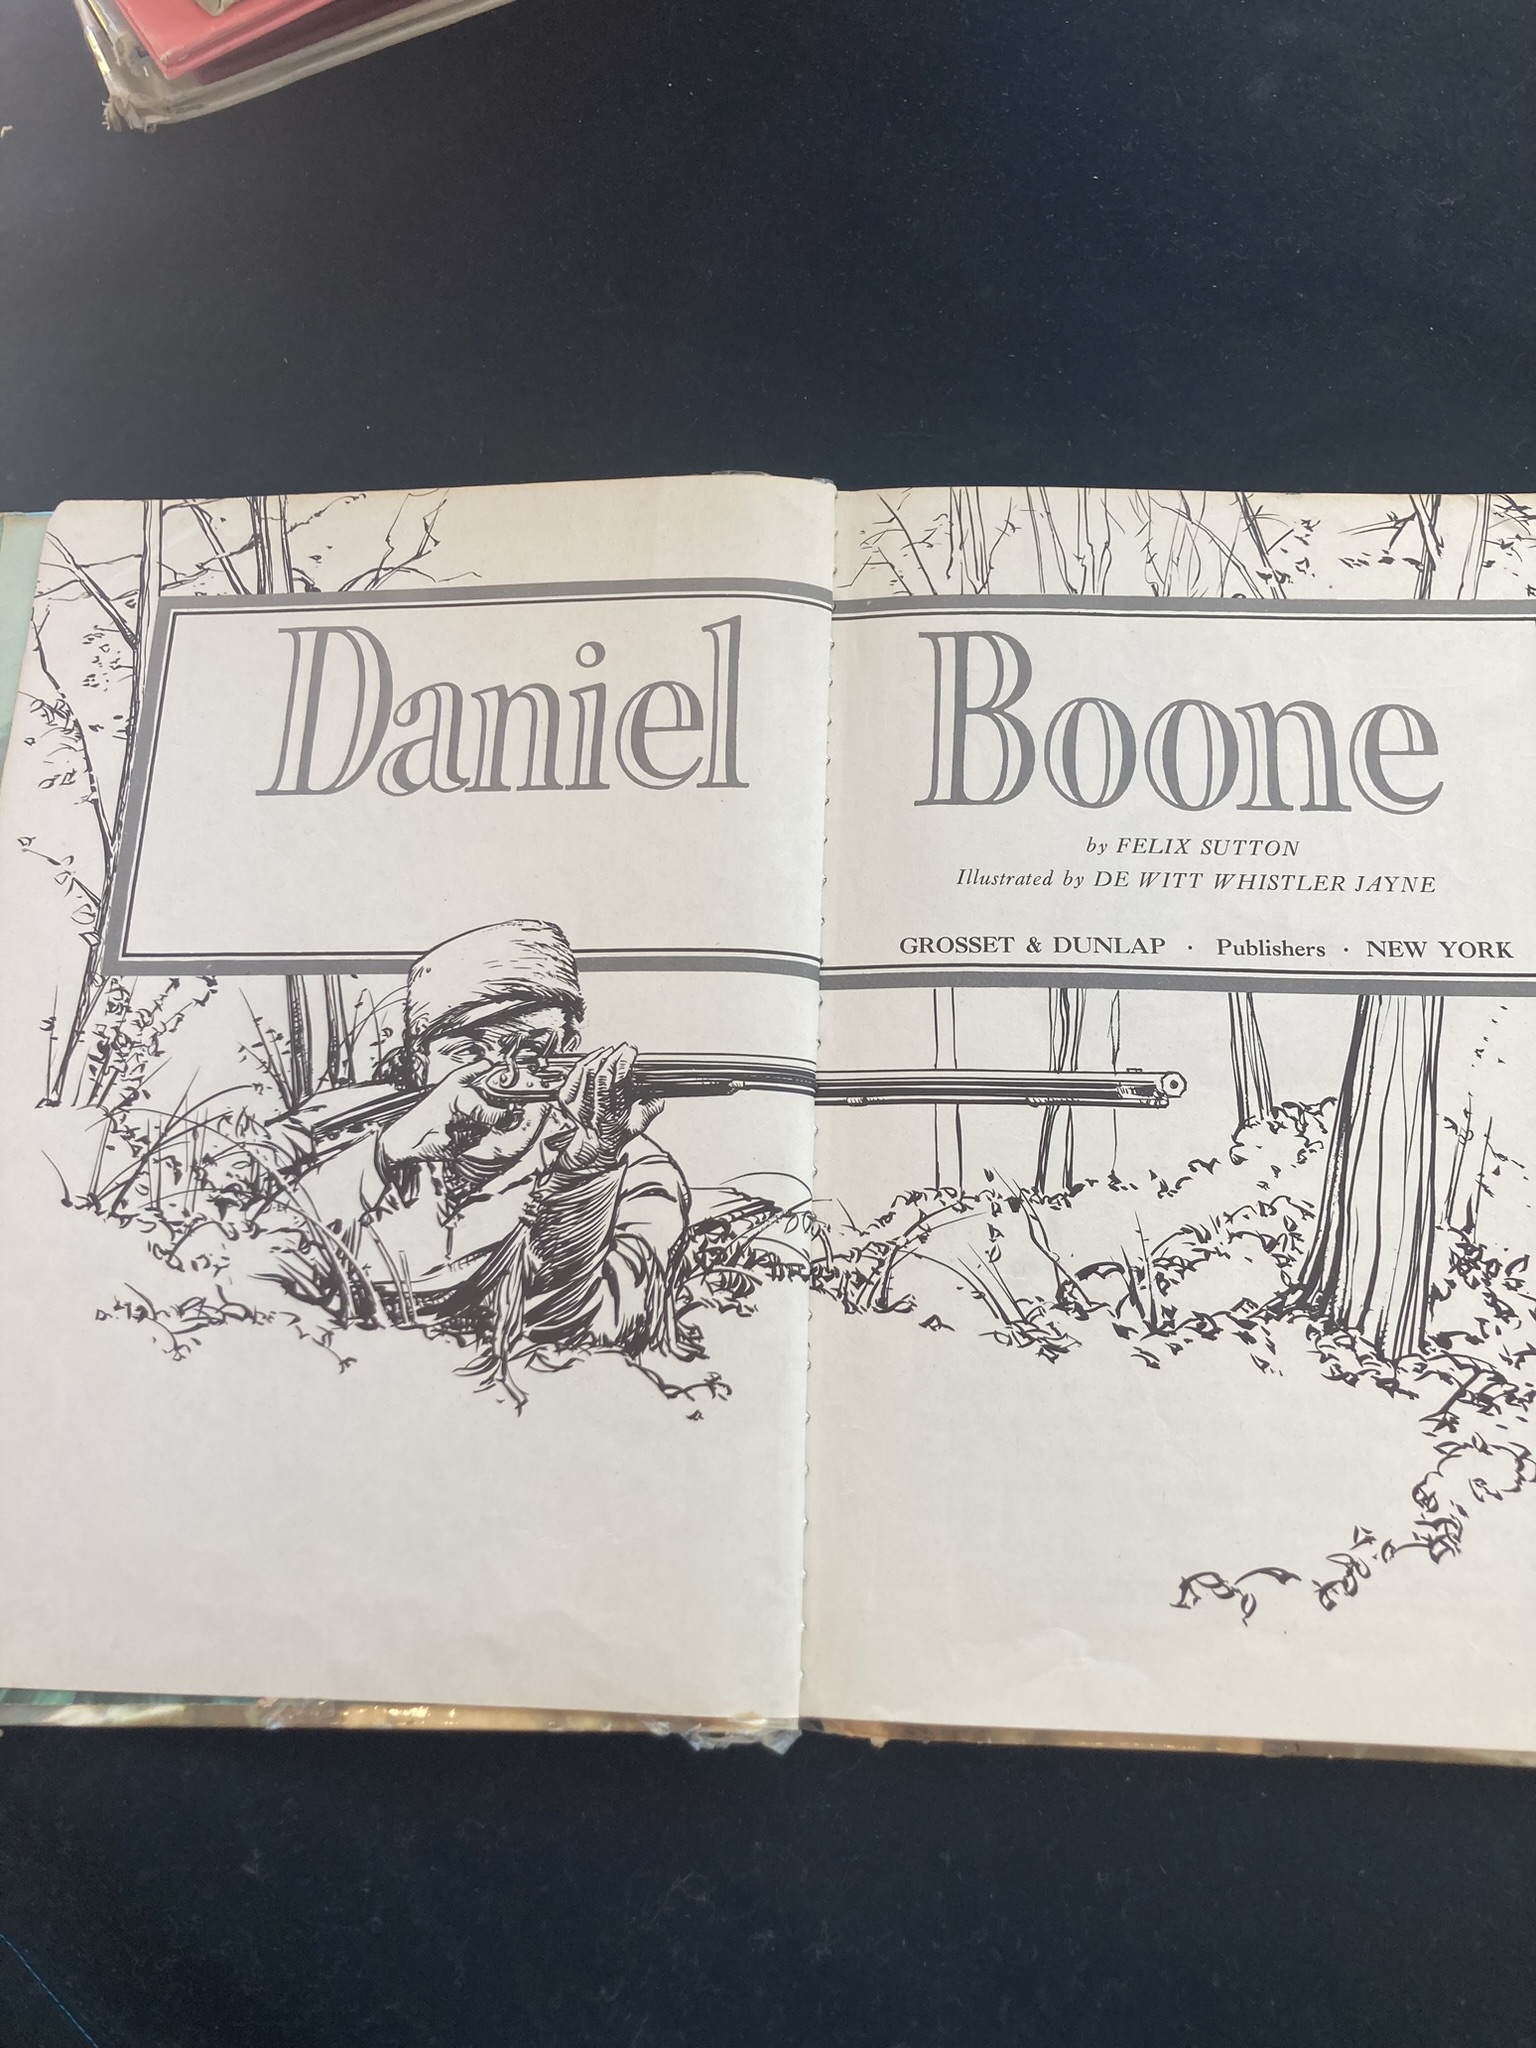 Daniel Boone
by FELIX SUTTON
Illustrated by DE WITT WHISTLER JAYNE
GROSSET & DUNLAP · Publishers · NEW YORK